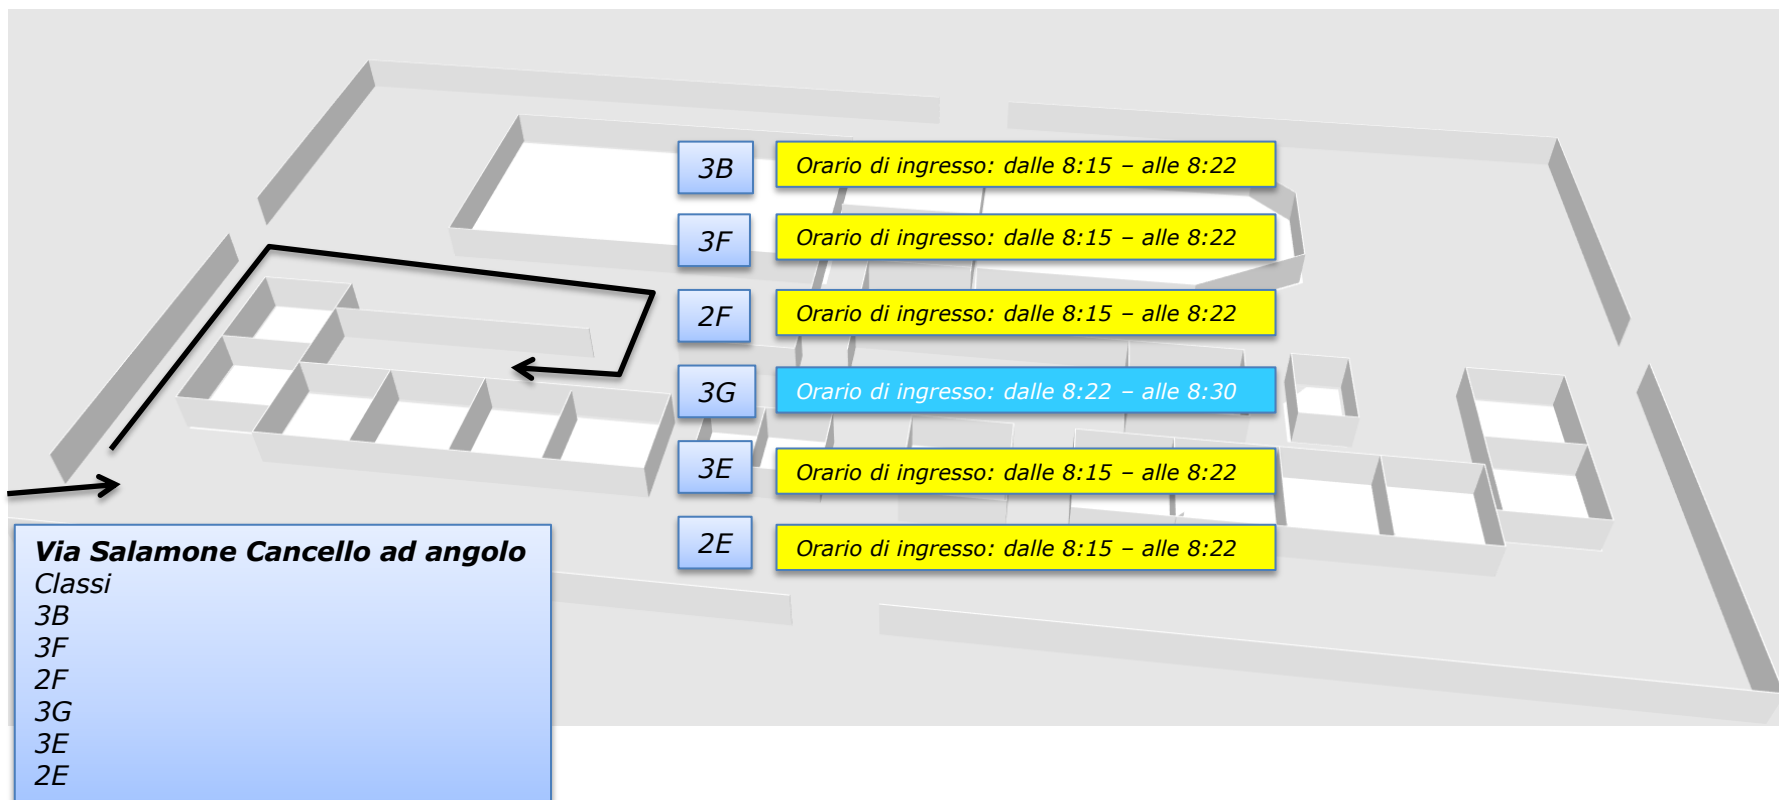 3B Orario di ingresso: dalle 8:15 – alle 8:22
3F Orario di ingresso: dalle 8:15 – alle 8:22
2F Orario di ingresso: dalle 8:15 – alle 8:22
3G Orario di ingresso: dalle 8:22 – alle 8:30
3E Orario di ingresso: dalle 8:15 – alle 8:22
2E Orario di ingresso: dalle 8:15 – alle 8:22
Via Salamone Cancello ad angolo
Classi
3B
3F
2F
3G
3E
2E